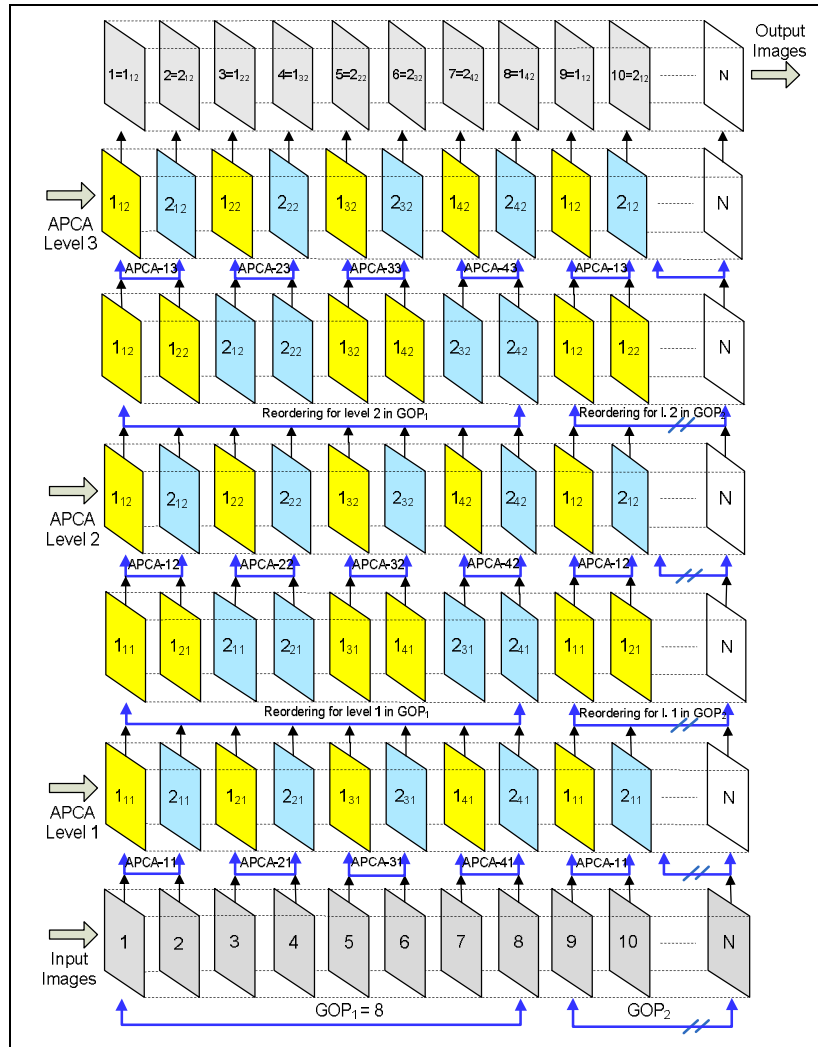 Output Images
1=1₁₂ 2=2₁₂ 3=1₂₂ 4=1₃₂ 5=2₂₂ 6=2₃₂ 7=2₄₂ 8=1₄₂ 9=1₁₂ 10=2₁₂ N
1₁₂ 2₁₂ 1₂₂ 2₂₂ 1₃₂ 2₃₂ 1₄₂ 2₄₂ 1₁₂ 2₁₂ N
APCA Level 3
APCA-13 APCA-23 APCA-33 APCA-43 APCA-13
1₁₂ 1₂₂ 2₁₂ 2₂₂ 1₃₂ 1₄₂ 2₃₂ 2₄₂ 1₁₂ 1₂₂ N
Reordering for level 2 in GOP₁ Reordering for l. 2 in GOP₂
1₁₂ 2₁₂ 1₂₂ 2₂₂ 1₃₂ 2₃₂ 1₄₂ 2₄₂ 1₁₂ 2₁₂ N
APCA Level 2
APCA-12 APCA-22 APCA-32 APCA-42 APCA-12
1₁₁ 1₂₁ 2₁₁ 2₂₁ 1₃₁ 1₄₁ 2₃₁ 2₄₁ 1₁₁ 1₂₁ N
Reordering for level 1 in GOP₁ Reordering for l. 1 in GOP₂
1₁₁ 2₁₁ 1₂₁ 2₂₁ 1₃₁ 2₃₁ 1₄₁ 2₄₁ 1₁₁ 2₁₁ N
APCA Level 1
APCA-11 APCA-21 APCA-31 APCA-41 APCA-11
1 2 3 4 5 6 7 8 9 10 N
Input Images
GOP₁ = 8 GOP₂